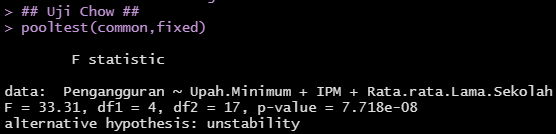 > ## Uji Chow ##
> pooltest(common,fixed)
F statistic
data: Pengangguran ~ Upah.Minimum + IPM + Rata.rata.Lama.Sekolah
F = 33.31, df1 = 4, df2 = 17, p-value = 7.718e-08
alternative hypothesis: unstability